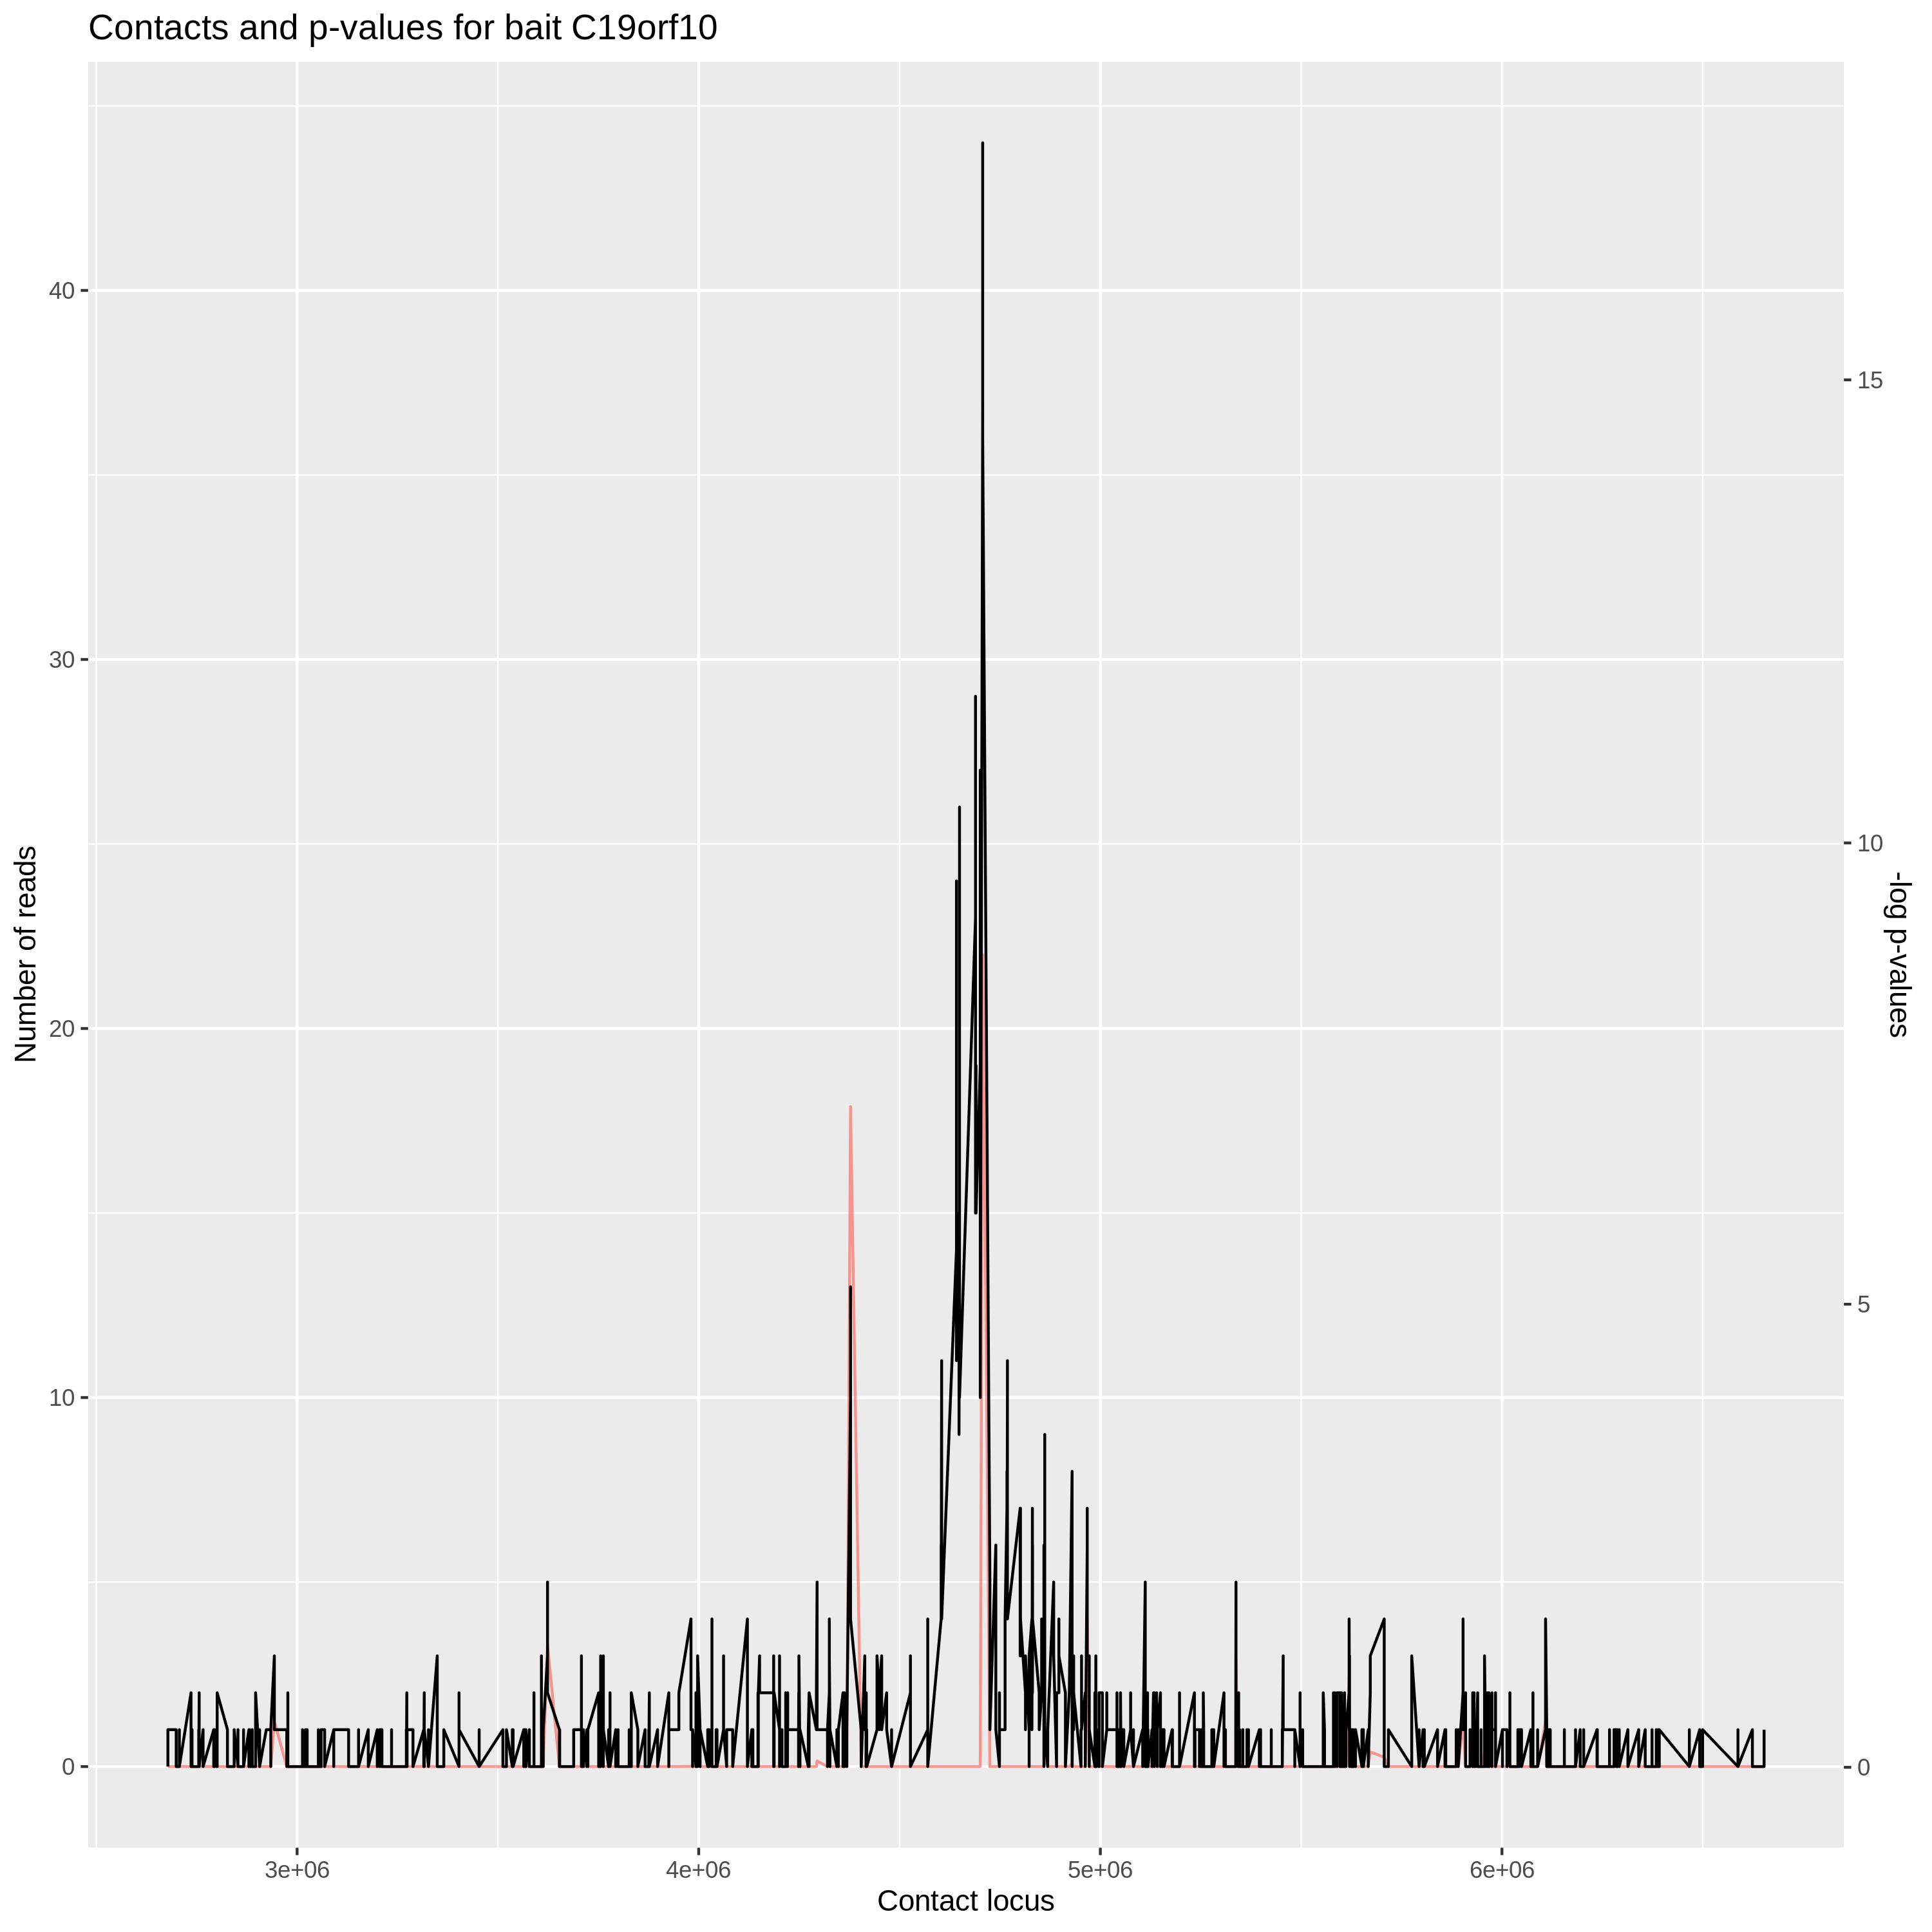 Contacts and p-values for bait C19orf10
Number of reads
40
30
20
10
0
15
10
5
0
-log p-values
3e+06 4e+06 5e+06 6e+06
Contact locus